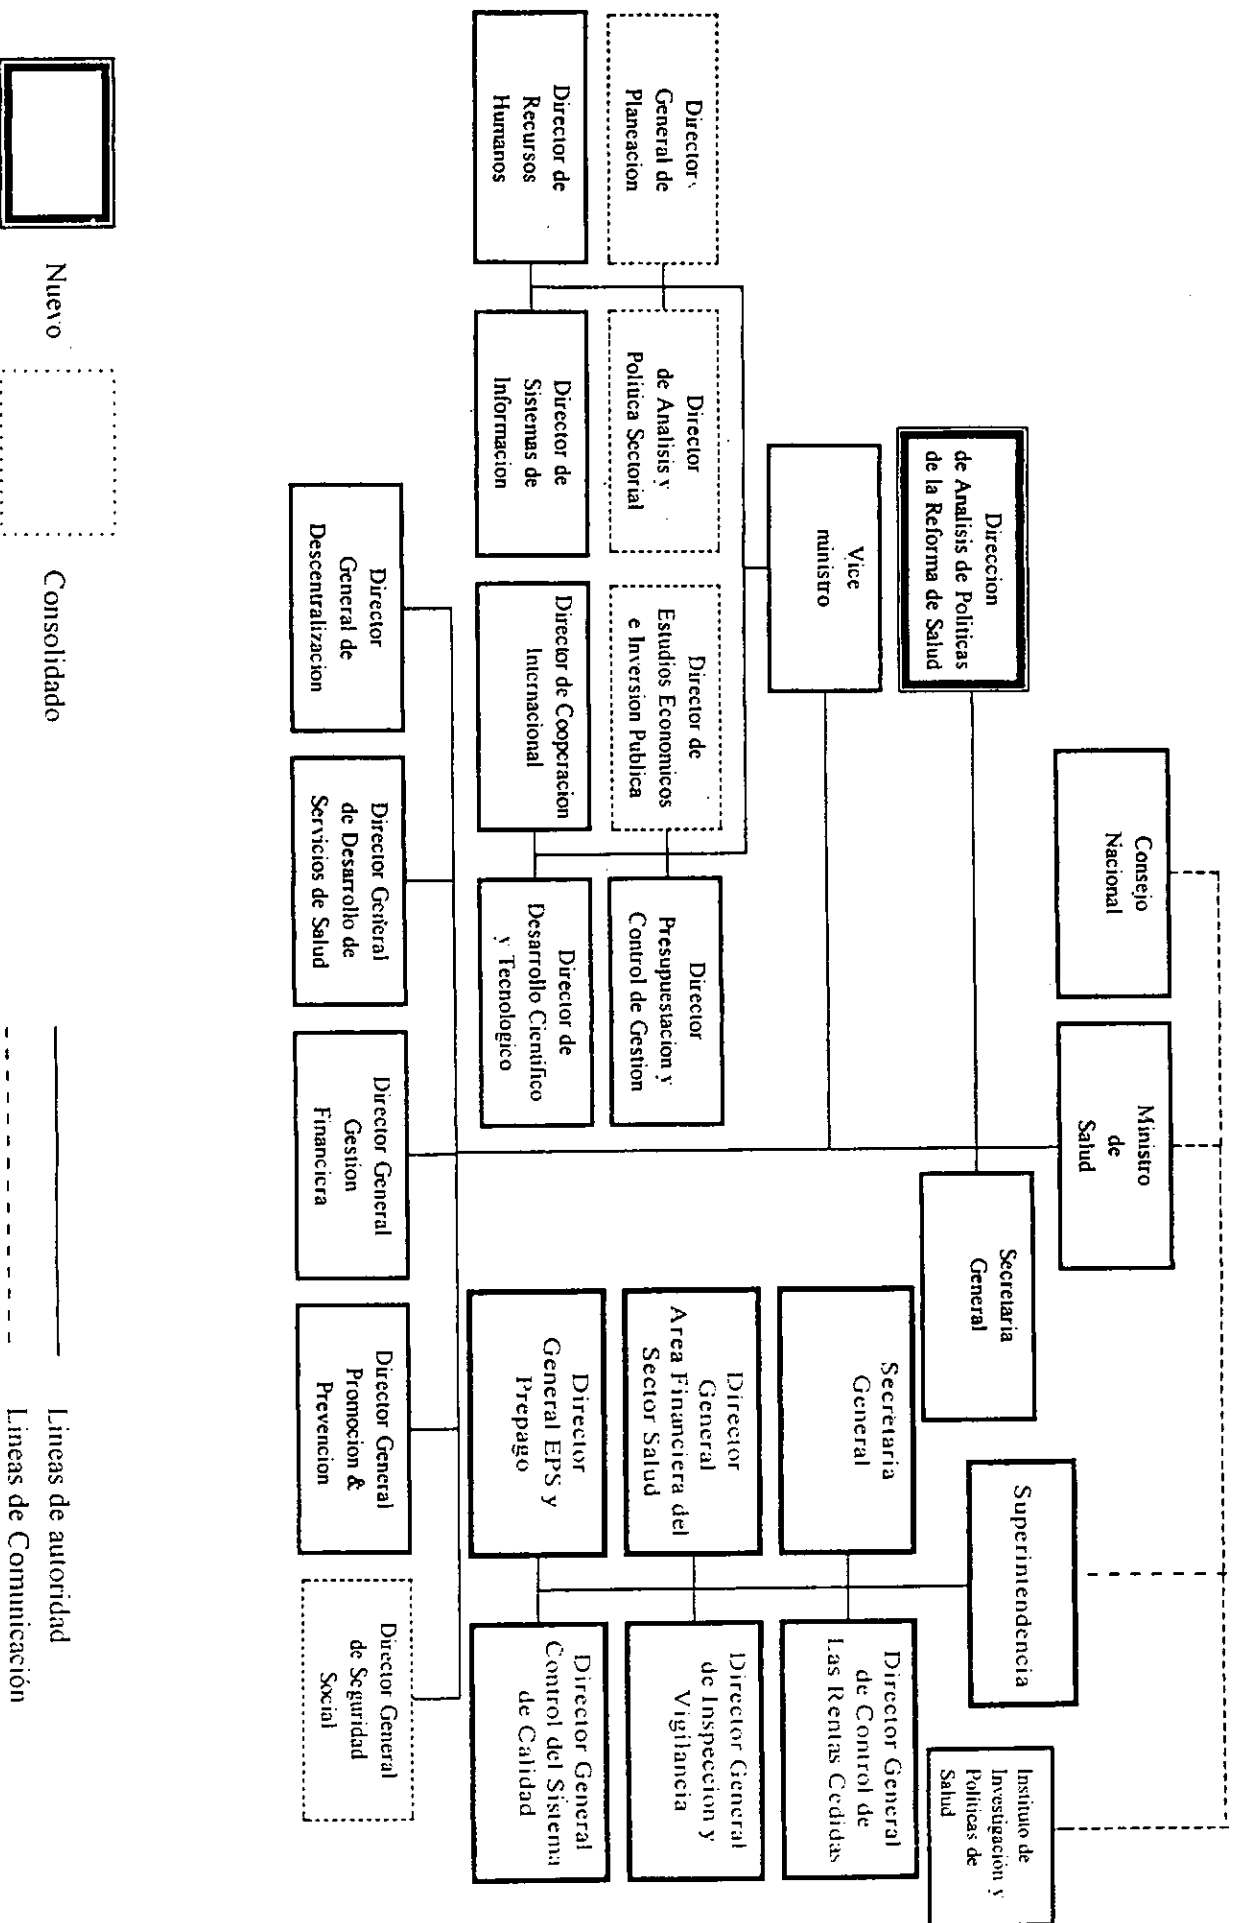 Consejo
Nacional
Ministro
de
Salud
Superintendencia
Instituto de
Investigación y
Politicas de
Salud
Direccion
de Analisis de Politicas
de la Reforma de Salud
Secretaria
General
Vice
ministro
Secretaria
General
Director General
de Control de
Las Rentas Cedidas
Director
General de
Planeacion
Director
de Analisis y
Politica Sectorial
Director de
Estudios Economicos
e Inversion Publica
Director
Presupuestacion y
Control de Gestion
Director
General
Area Financiera del
Sector Salud
Director General
de Inspeccion y
Vigilancia
Director de
Recursos
Humanos
Director de
Sistemas de
Informacion
Director de Cooperacion
Internacional
Director de
Desarrollo Cientifico
y Tecnologico
Director
General EPS y
Prepago
Director General
Control del Sistema
de Calidad
Director
General de
Descentralizacion
Director General
de Desarrollo de
Servicios de Salud
Director General
Gestion
Financiera
Director General
Promocion &
Prevencion
Director General
de Seguridad
Social
Nuevo
Consolidado
Lineas de autoridad
Lineas de Comunicación